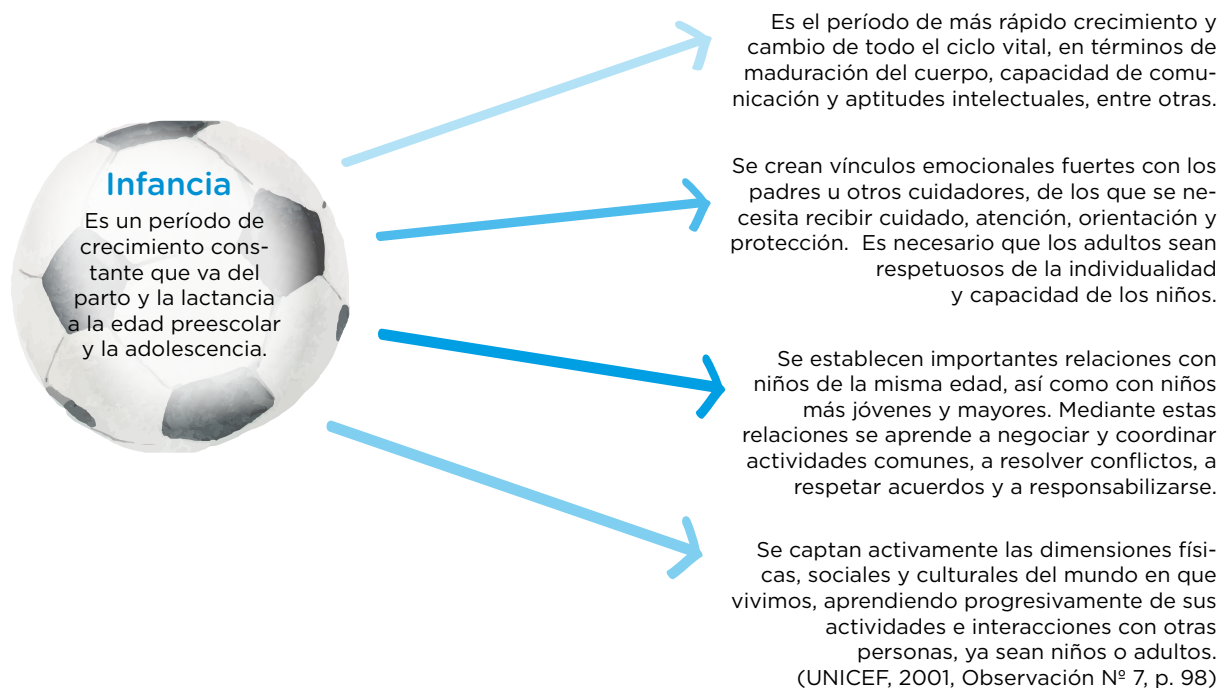 Infancia
Es un período de
crecimiento cons-
tante que va del
parto y la lactancia
a la edad preescolar
y la adolescencia.
Es el período de más rápido crecimiento y
cambio de todo el ciclo vital, en términos de
maduración del cuerpo, capacidad de comu-
nicación y aptitudes intelectuales, entre otras.
Se crean vínculos emocionales fuertes con los
padres u otros cuidadores, de los que se ne-
cesita recibir cuidado, atención, orientación y
protección.  Es necesario que los adultos sean
respetuosos de la individualidad
y capacidad de los niños.
Se establecen importantes relaciones con
niños de la misma edad, así como con niños
más jóvenes y mayores. Mediante estas
relaciones se aprende a negociar y coordinar
actividades comunes, a resolver conflictos, a
respetar acuerdos y a responsabilizarse.
Se captan activamente las dimensiones físi-
cas, sociales y culturales del mundo en que
vivimos, aprendiendo progresivamente de sus
actividades e interacciones con otras
personas, ya sean niños o adultos.
(UNICEF, 2001, Observación Nº 7, p. 98)